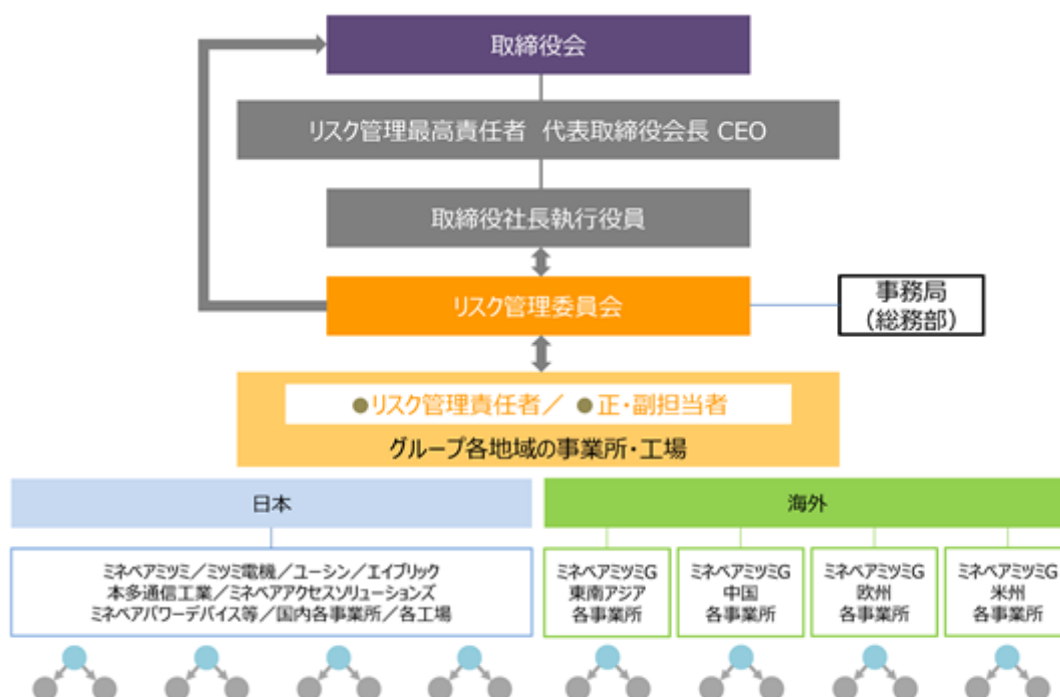 取締役会
リスク管理最高責任者 代表取締役会長 CEO
取締役社長執行役員
リスク管理委員会
事務局
（総務部）
●リスク管理責任者／ ●正・副担当者
グループ各地域の事業所・工場
日本
海外
ミネベアミツミ／ミツミ電機／ユーシン／エイブリック
本多通信工業／ミネベアアクセスソリューションズ
ミネベアパワーデバイス等／国内各事業所／各工場
ミネベアミツミG
東南アジア
各事業所
ミネベアミツミG
中国
各事業所
ミネベアミツミG
欧州
各事業所
ミネベアミツミG
米州
各事業所